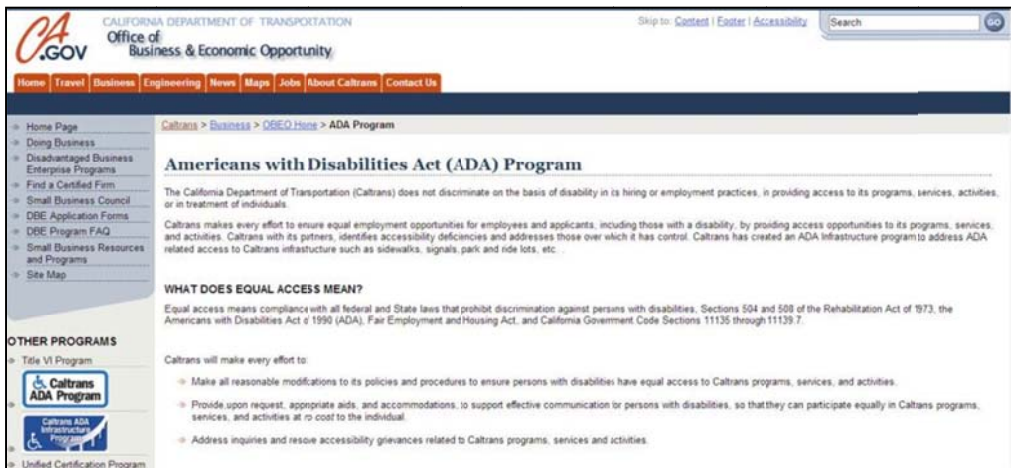 CA
.GOV
CALIFORNIA DEPARTMENT OF TRANSPORTATION
Office of
Business & Economic Opportunity
Skip to: Content | Footer | Accessibility
Search
GO
Home Travel Business Engineering News Maps Jobs About Caltrans Contact Us
Home Page
Doing Business
Disadvantaged Business
Enterprise Programs
Find a Certified Firm
Small Business Council
DBE Application Forms
DBE Program FAQ
Small Business Resources
and Programs
Site Map
OTHER PROGRAMS
Title VI Program
Caltrans
ADA Program
Caltrans ADA
Infrastructure
Program
Unified Certification Program
Caltrans > Business > OBEO Home > ADA Program
Americans with Disabilities Act (ADA) Program
The California Department of Transportation (Caltrans) does not discriminate on the basis of disability in its hiring or employment practices, in providing access to its programs, services, activities,
or in treatment of individuals.
Caltrans makes every effort to ensure equal employment opportunities for employees and applicants, including those with a disability, by providing access opportunities to its programs, services,
and activities. Caltrans with its partners, identifies accessibility deficiencies and addresses those over which it has control. Caltrans has created an ADA Infrastructure program to address ADA
related access to Caltrans infrastucture such as sidewalks, signals, park and ride lots, etc. .
WHAT DOES EQUAL ACCESS MEAN?
Equal access means compliance with all federal and State laws that prohibit discrimination against persons with disabilities, Sections 504 and 508 of the Rehabilitation Act of 1973, the
Americans with Disabilities Act of 1990 (ADA), Fair Employment and Housing Act, and California Government Code Sections 11135 through 11139.7.
Caltrans will make every effort to:
Make all reasonable modifications to its policies and procedures to ensure persons with disabilities have equal access to Caltrans programs, services, and activities.
Provide, upon request, appropriate aids, and accommodations, to support effective communication for persons with disabilities, so that they can participate equally in Caltrans programs,
services, and activities at no cost to the individual.
Address inquiries and resolve accessibility grievances related to Caltrans programs, services and activities.